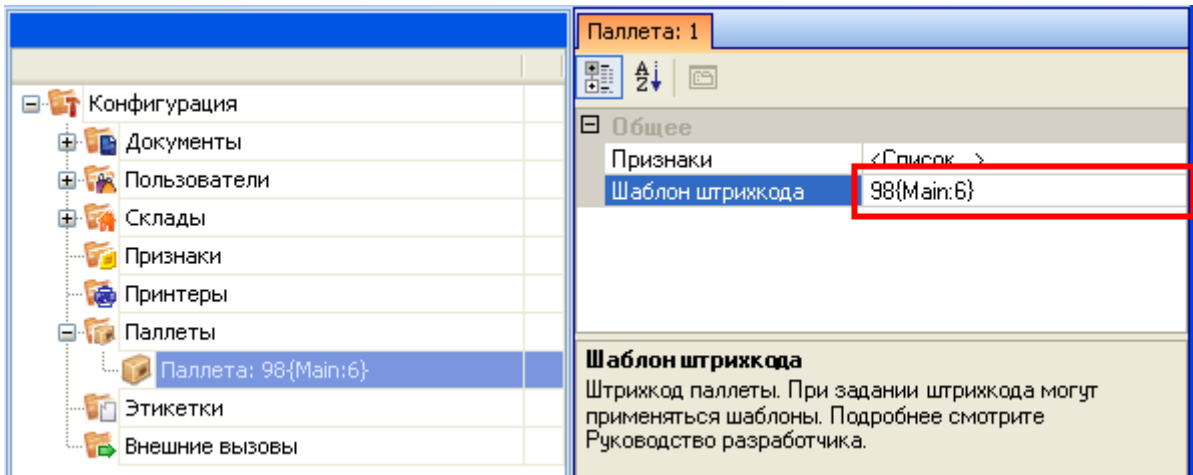 Конфигурация
Документы
Пользователи
Склады
Признаки
Принтеры
Паллеты
Паллета: 98{Main:6}
Этикетки
Внешние вызовы
Паллета: 1
Общее
Признаки <Список...>
Шаблон штрихкода 98{Main:6}
Шаблон штрихкода
Штрихкод паллеты. При задании штрихкода могут
применяться шаблоны. Подробнее смотрите
Руководство разработчика.